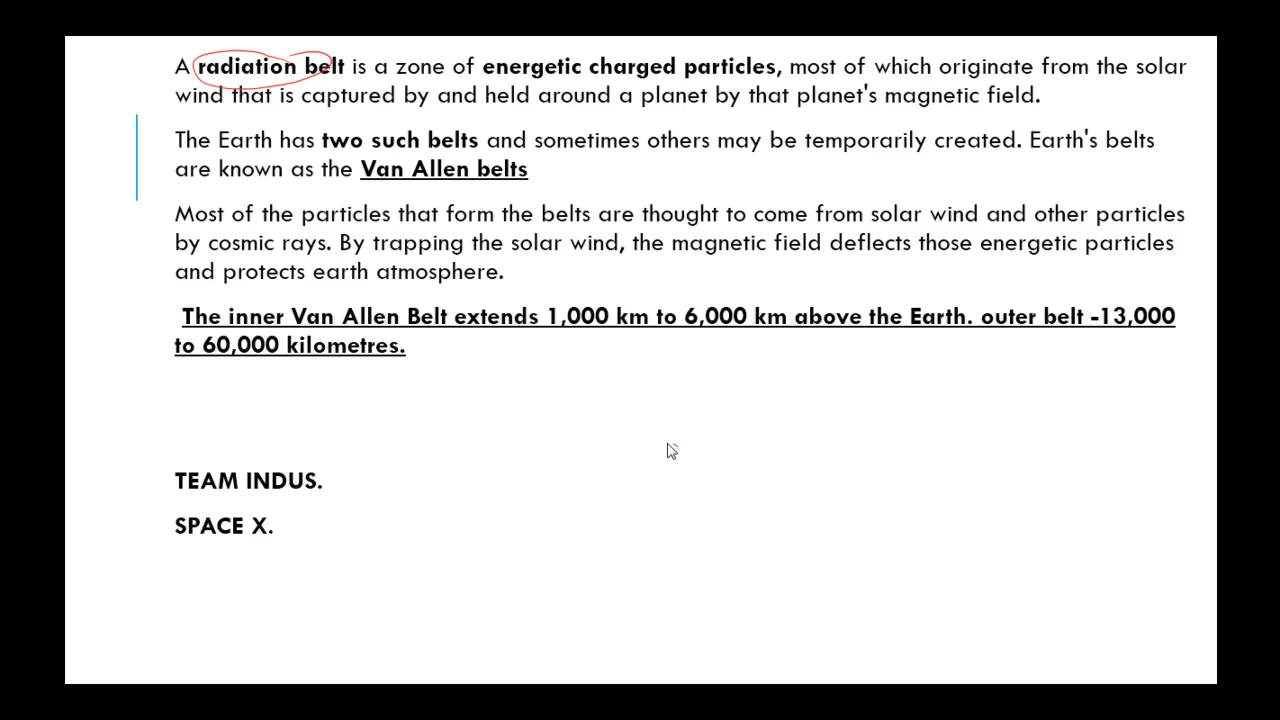 A radiation belt is a zone of energetic charged particles, most of which originate from the solar
wind that is captured by and held around a planet by that planet's magnetic field.
The Earth has two such belts and sometimes others may be temporarily created. Earth's belts
are known as the Van Allen belts
Most of the particles that form the belts are thought to come from solar wind and other particles
by cosmic rays. By trapping the solar wind, the magnetic field deflects those energetic particles
and protects earth atmosphere.
The inner Van Allen Belt extends 1,000 km to 6,000 km above the Earth. outer belt -13,000
to 60,000 kilometres.
TEAM INDUS.
SPACE X.